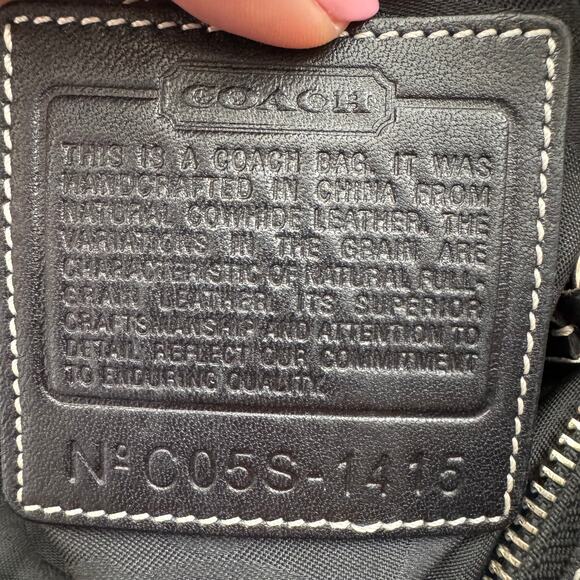 COACH
THIS IS A COACH BAG. IT WAS
HANDCRAFTED IN CHINA FROM
NATURAL COWHIDE LEATHER. THE
VARIATIONS IN THE GRAIN ARE
CHARACTERISTIC OF NATURAL FULL-
GRAIN LEATHER. ITS SUPERIOR
CRAFTSMANSHIP AND ATTENTION TO
DETAIL REFLECT OUR COMMITMENT
TO ENDURING QUALITY.
Nº C05S-1415